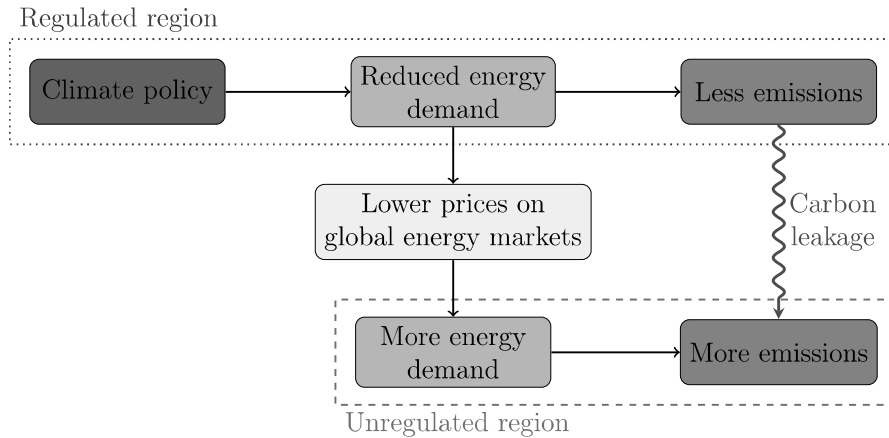 Regulated region
Climate policy
Reduced energy
demand
Less emissions
Lower prices on
global energy markets
Carbon
leakage
More energy
demand
More emissions
Unregulated region